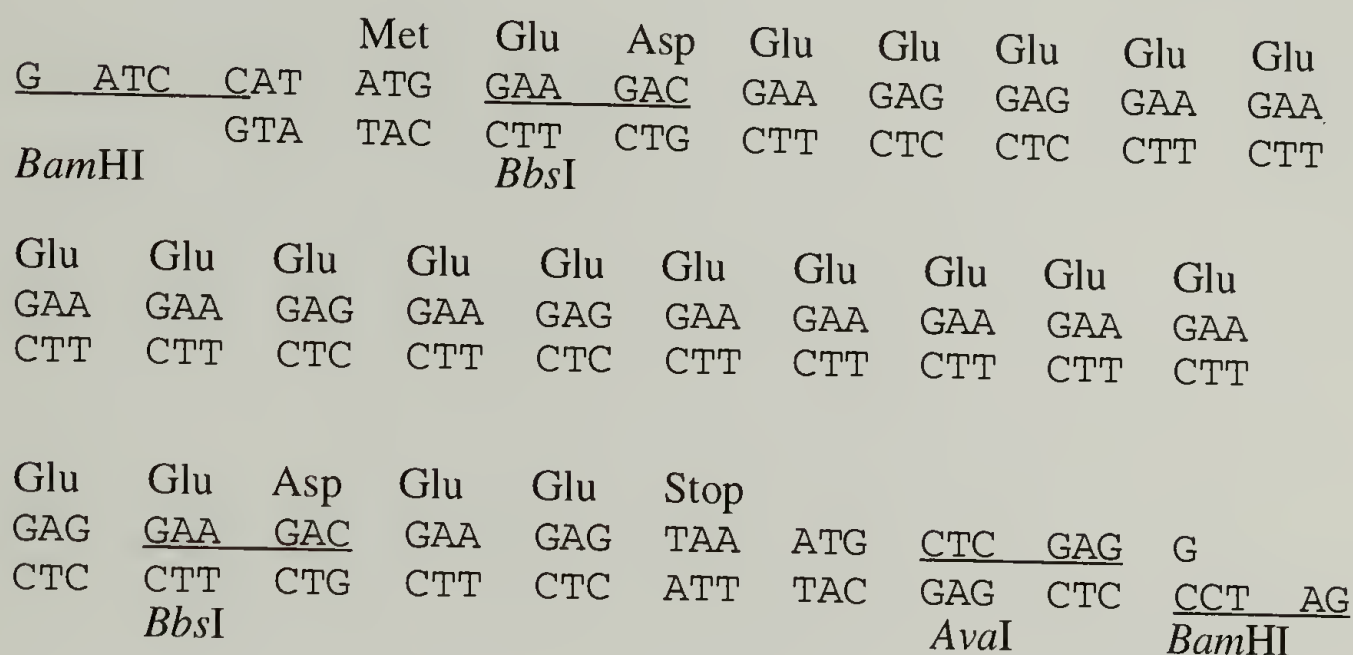 Met Glu Asp Glu Glu Glu Glu Glu
G ATC CAT ATG GAA GAC GAA GAG GAG GAA GAA
GTA TAC CTT CTG CTT CTC CTC CTT CTT
BamHI BbsI
Glu Glu Glu Glu Glu Glu Glu Glu Glu Glu
GAA GAA GAG GAA GAG GAA GAA GAA GAA GAA
CTT CTT CTC CTT CTC CTT CTT CTT CTT CTT
Glu Glu Asp Glu Glu Stop
GAG GAA GAC GAA GAG TAA ATG CTC GAG G
CTC CTT CTG CTT CTC ATT TAC GAG CTC CCT AG
BbsI AvaI BamHI